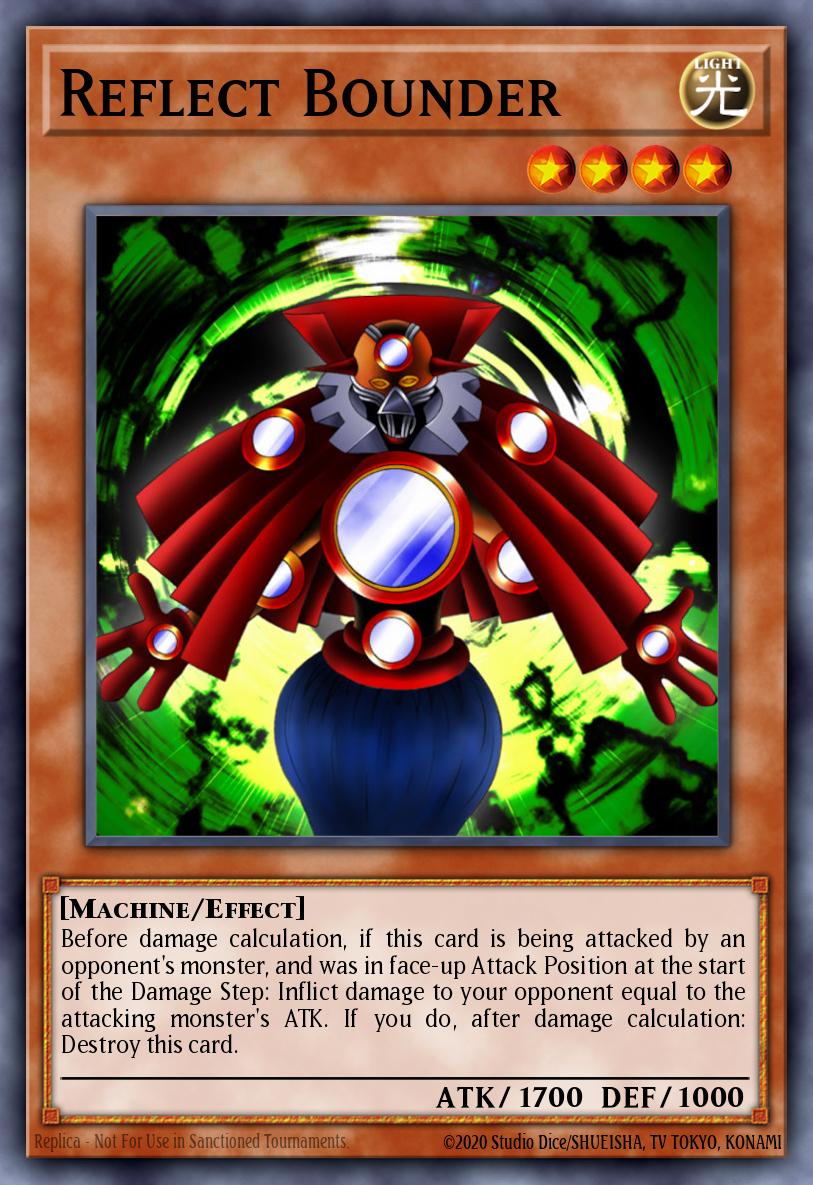 Reflect Bounder
LIGHT
光
[Machine/Effect]
Before damage calculation, if this card is being attacked by an
opponent's monster, and was in face-up Attack Position at the start
of the Damage Step: Inflict damage to your opponent equal to the
attacking monster's ATK. If you do, after damage calculation:
Destroy this card.
ATK/ 1700 DEF/ 1000
Replica - Not For Use in Sanctioned Tournaments.
©2020 Studio Dice/SHUEISHA, TV TOKYO, KONAMI